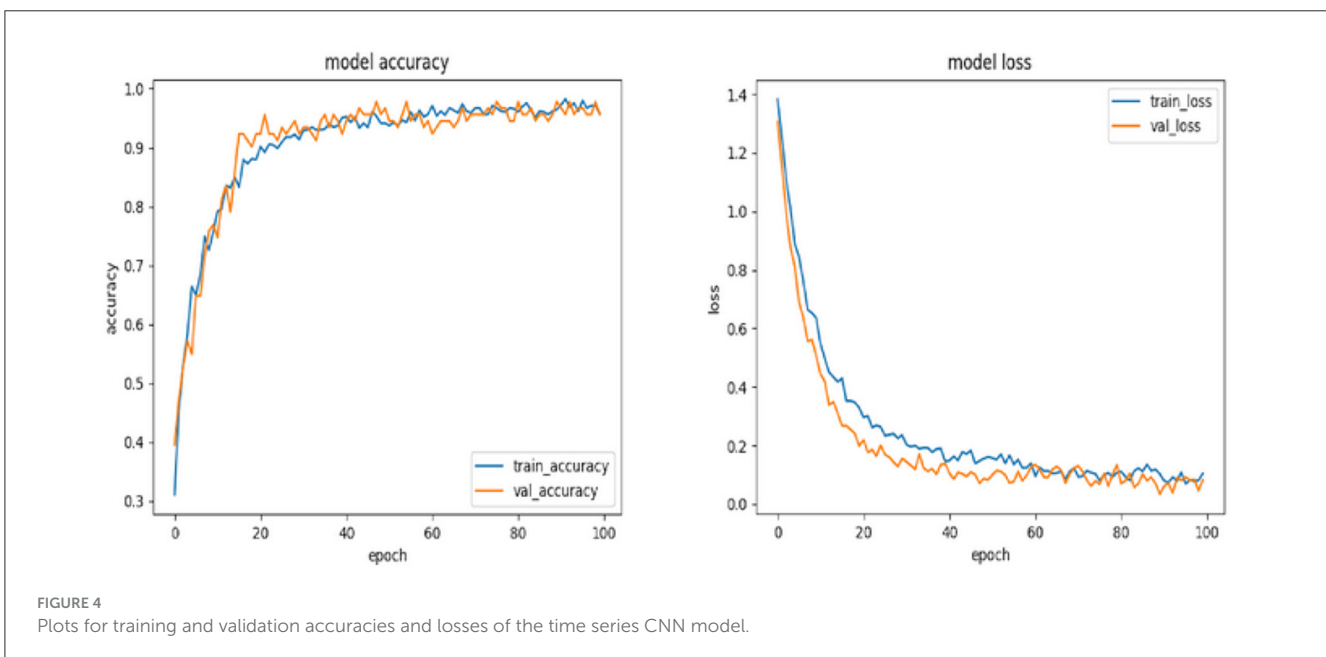 model accuracy
1.0
0.9
0.8
0.7
0.6
0.5
0.4
0.3
accuracy
0
20
40
60
80
100
epoch
train_accuracy
val_accuracy
model loss
1.4
1.2
1.0
0.8
0.6
0.4
0.2
0.0
loss
0
20
40
60
80
100
epoch
train_loss
val_loss
FIGURE 4
Plots for training and validation accuracies and losses of the time series CNN model.